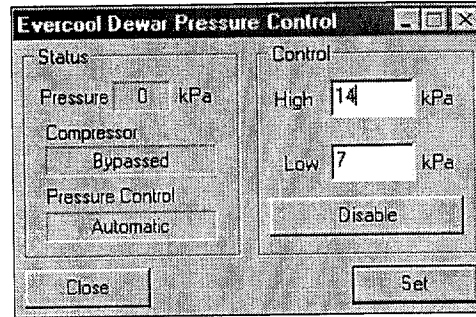 Evercool Dewar Pressure Control
Status
Pressure 0 kPa
Compressor
Bypassed
Pressure Control
Automatic
Control
High 14 kPa
Low 7 kPa
Disable
Close
Set